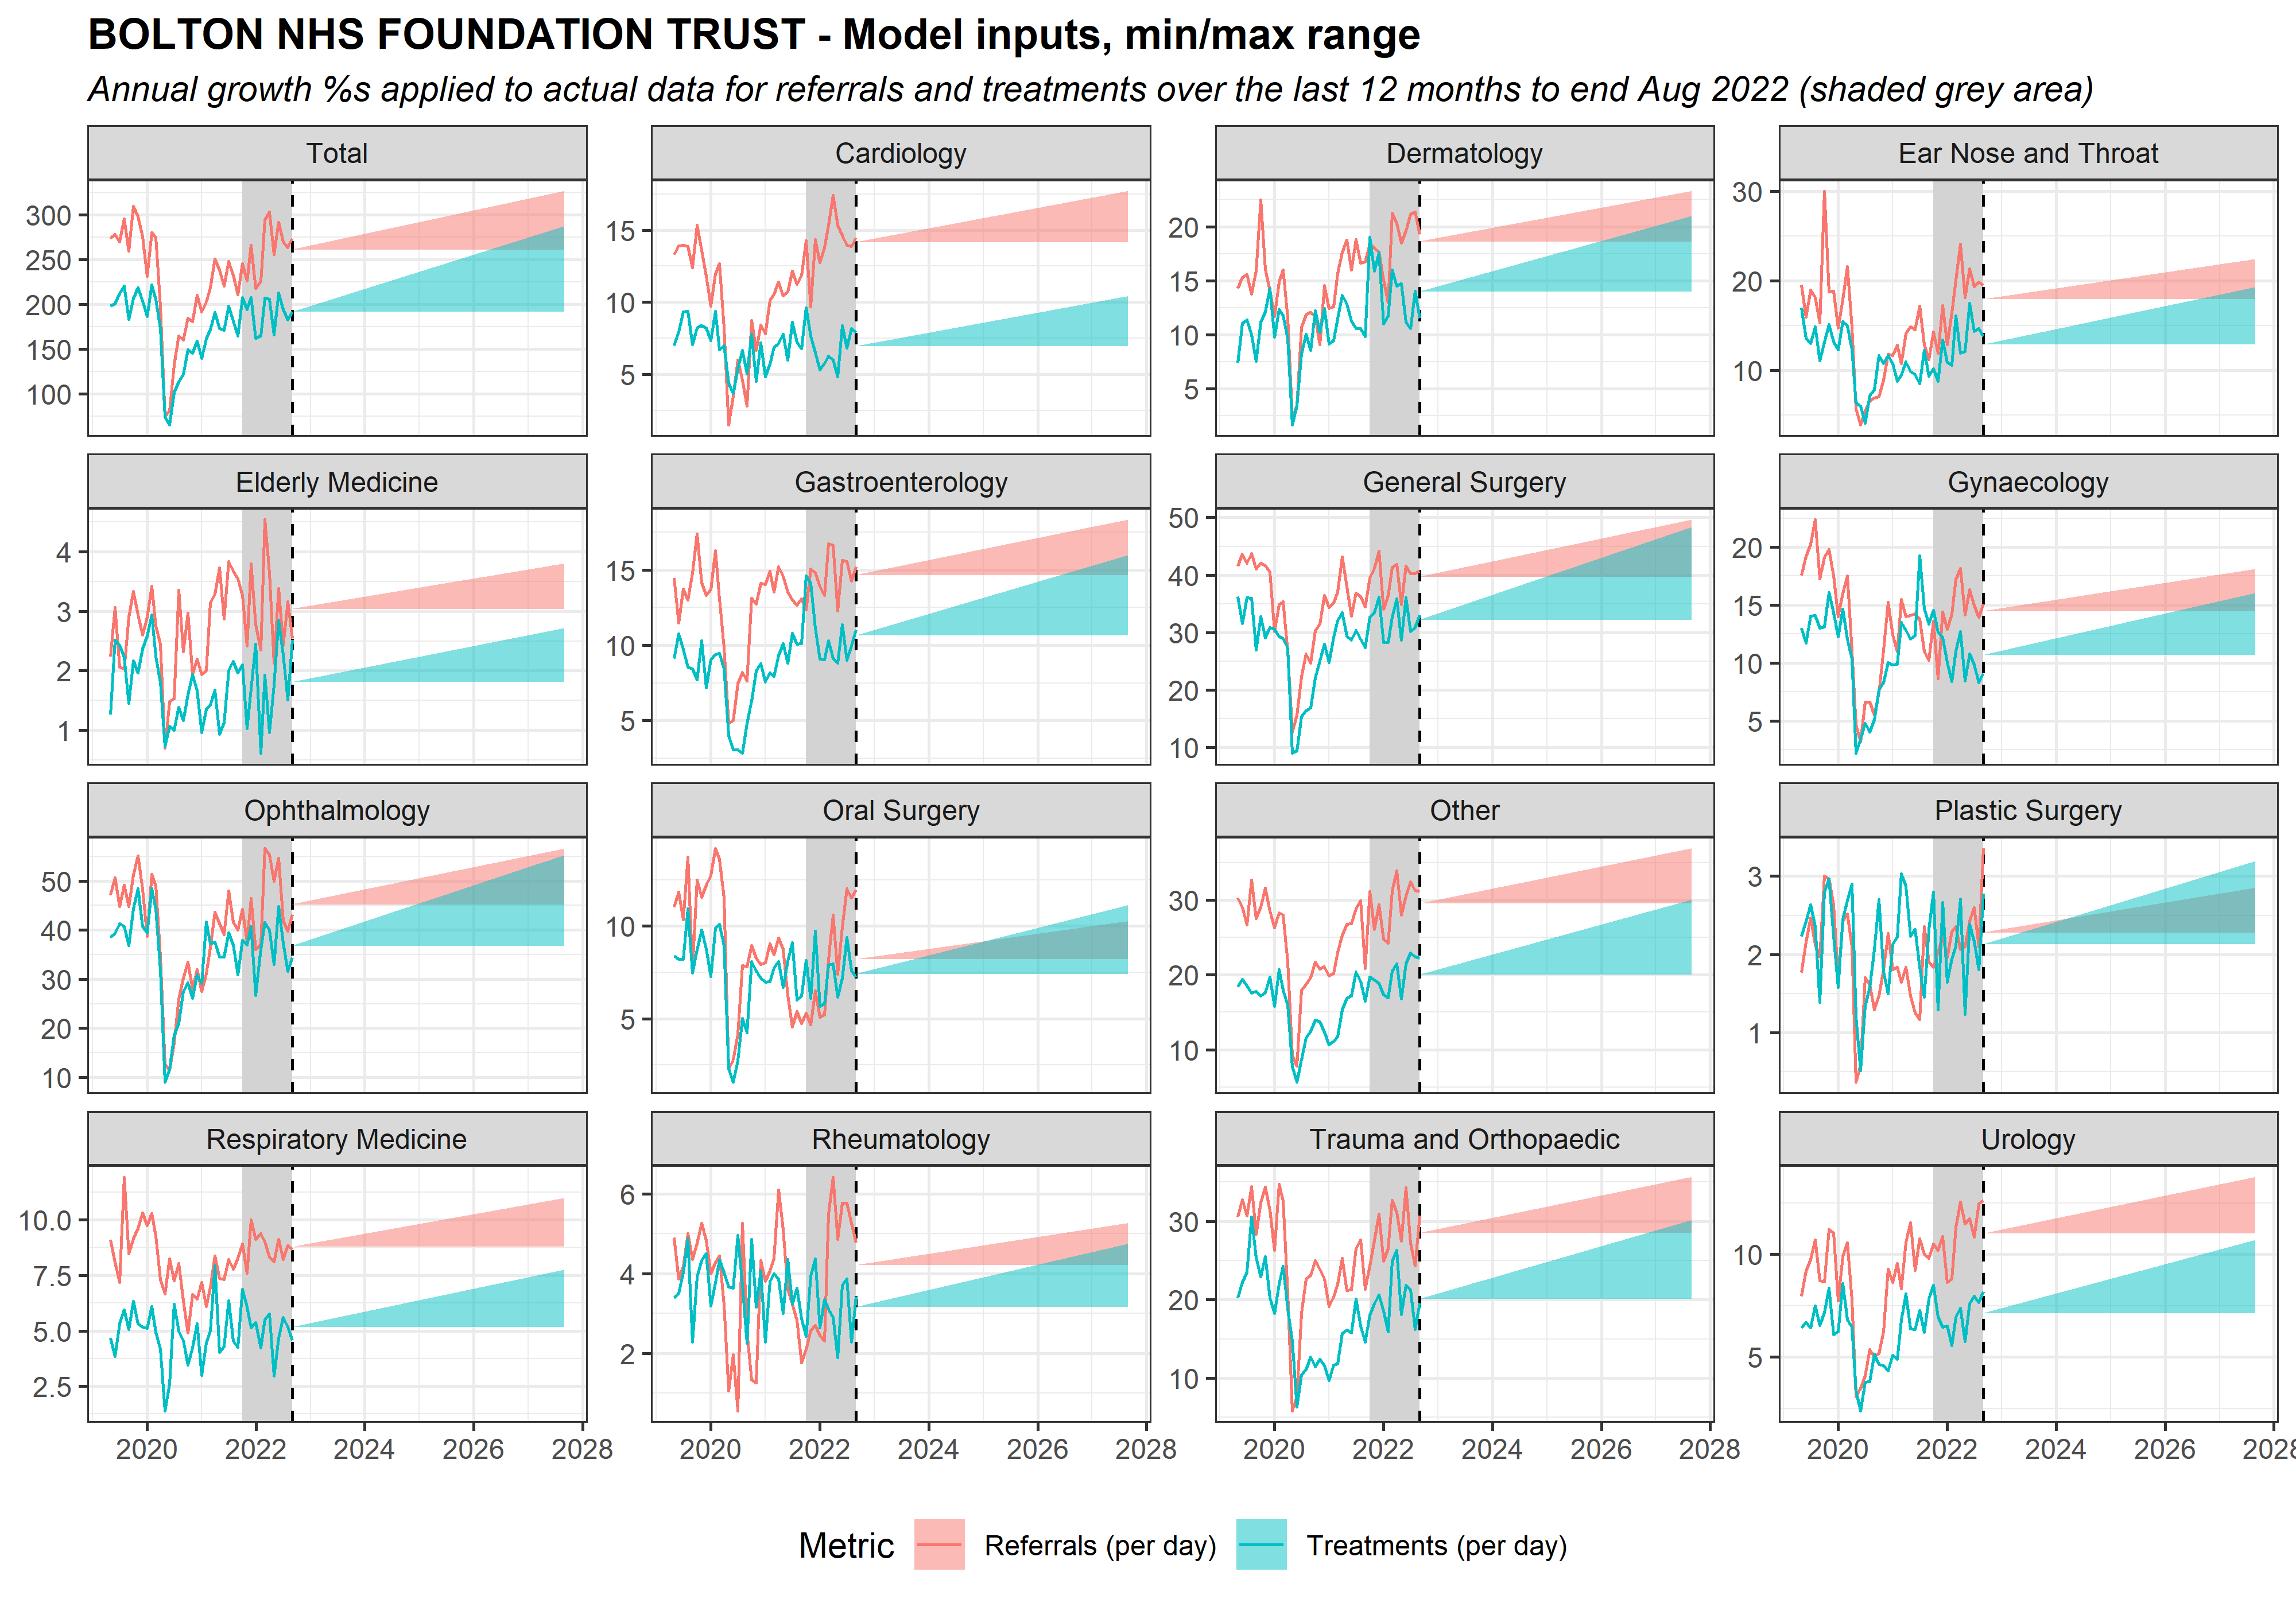 BOLTON NHS FOUNDATION TRUST - Model inputs, min/max range
Annual growth %s applied to actual data for referrals and treatments over the last 12 months to end Aug 2022 (shaded grey area)
Total
Cardiology
Dermatology
Ear Nose and Throat
300
250
200
150
100
15
10
5
20
15
10
5
30
20
10
Elderly Medicine
Gastroenterology
General Surgery
Gynaecology
4
3
2
1
15
10
5
50
40
30
20
10
20
15
10
5
Ophthalmology
Oral Surgery
Other
Plastic Surgery
50
40
30
20
10
10
5
30
20
10
3
2
1
Respiratory Medicine
Rheumatology
Trauma and Orthopaedic
Urology
10.0
7.5
5.0
2.5
6
4
2
30
20
10
10
5
2020 2022 2024 2026 2028
2020 2022 2024 2026 2028
2020 2022 2024 2026 2028
2020 2022 2024 2026 2028
Metric Referrals (per day) Treatments (per day)